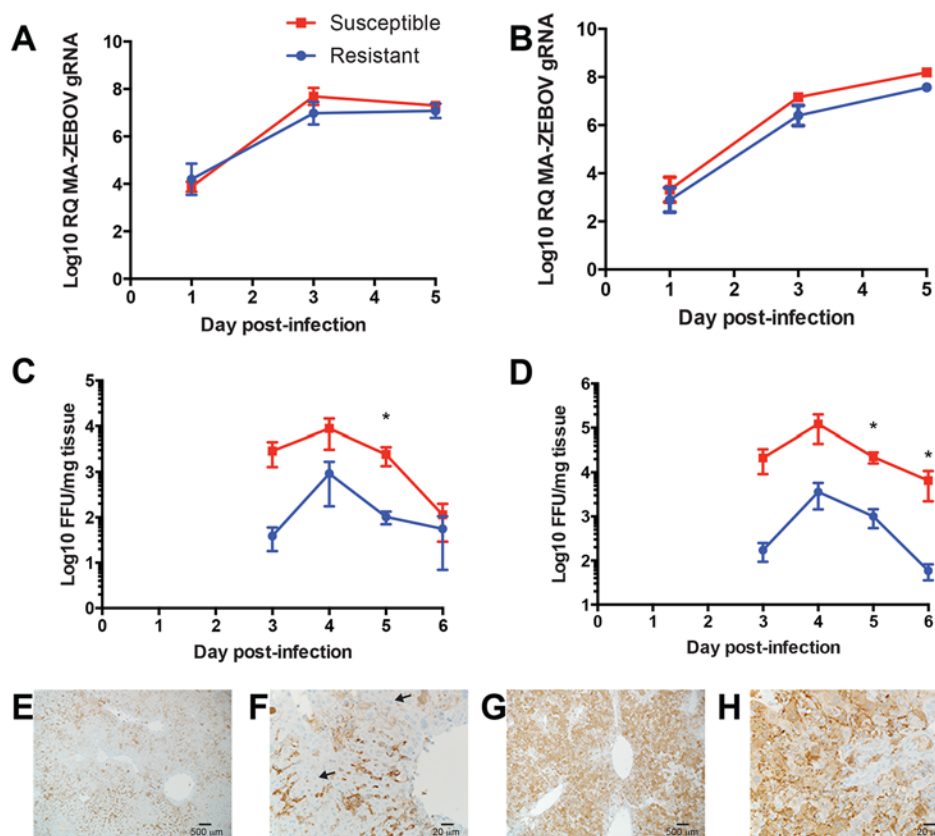 A
Susceptible
Resistant
Log10 RQ MA-ZEBOV gRNA
10
8
6
4
2
0
0 1 2 3 4 5
Day post-infection
B
Log10 RQ MA-ZEBOV gRNA
10
8
6
4
2
0
0 1 2 3 4 5
Day post-infection
C
Log10 FFU/mg tissue
5
4
3
2
1
0
*
0 1 2 3 4 5 6
Day post-infection
D
Log10 FFU/mg tissue
6
5
4
3
2
1
*
*
0 1 2 3 4 5 6
Day post-infection
E
500 µm
F
20 µm
G
500 µm
H
20 µ